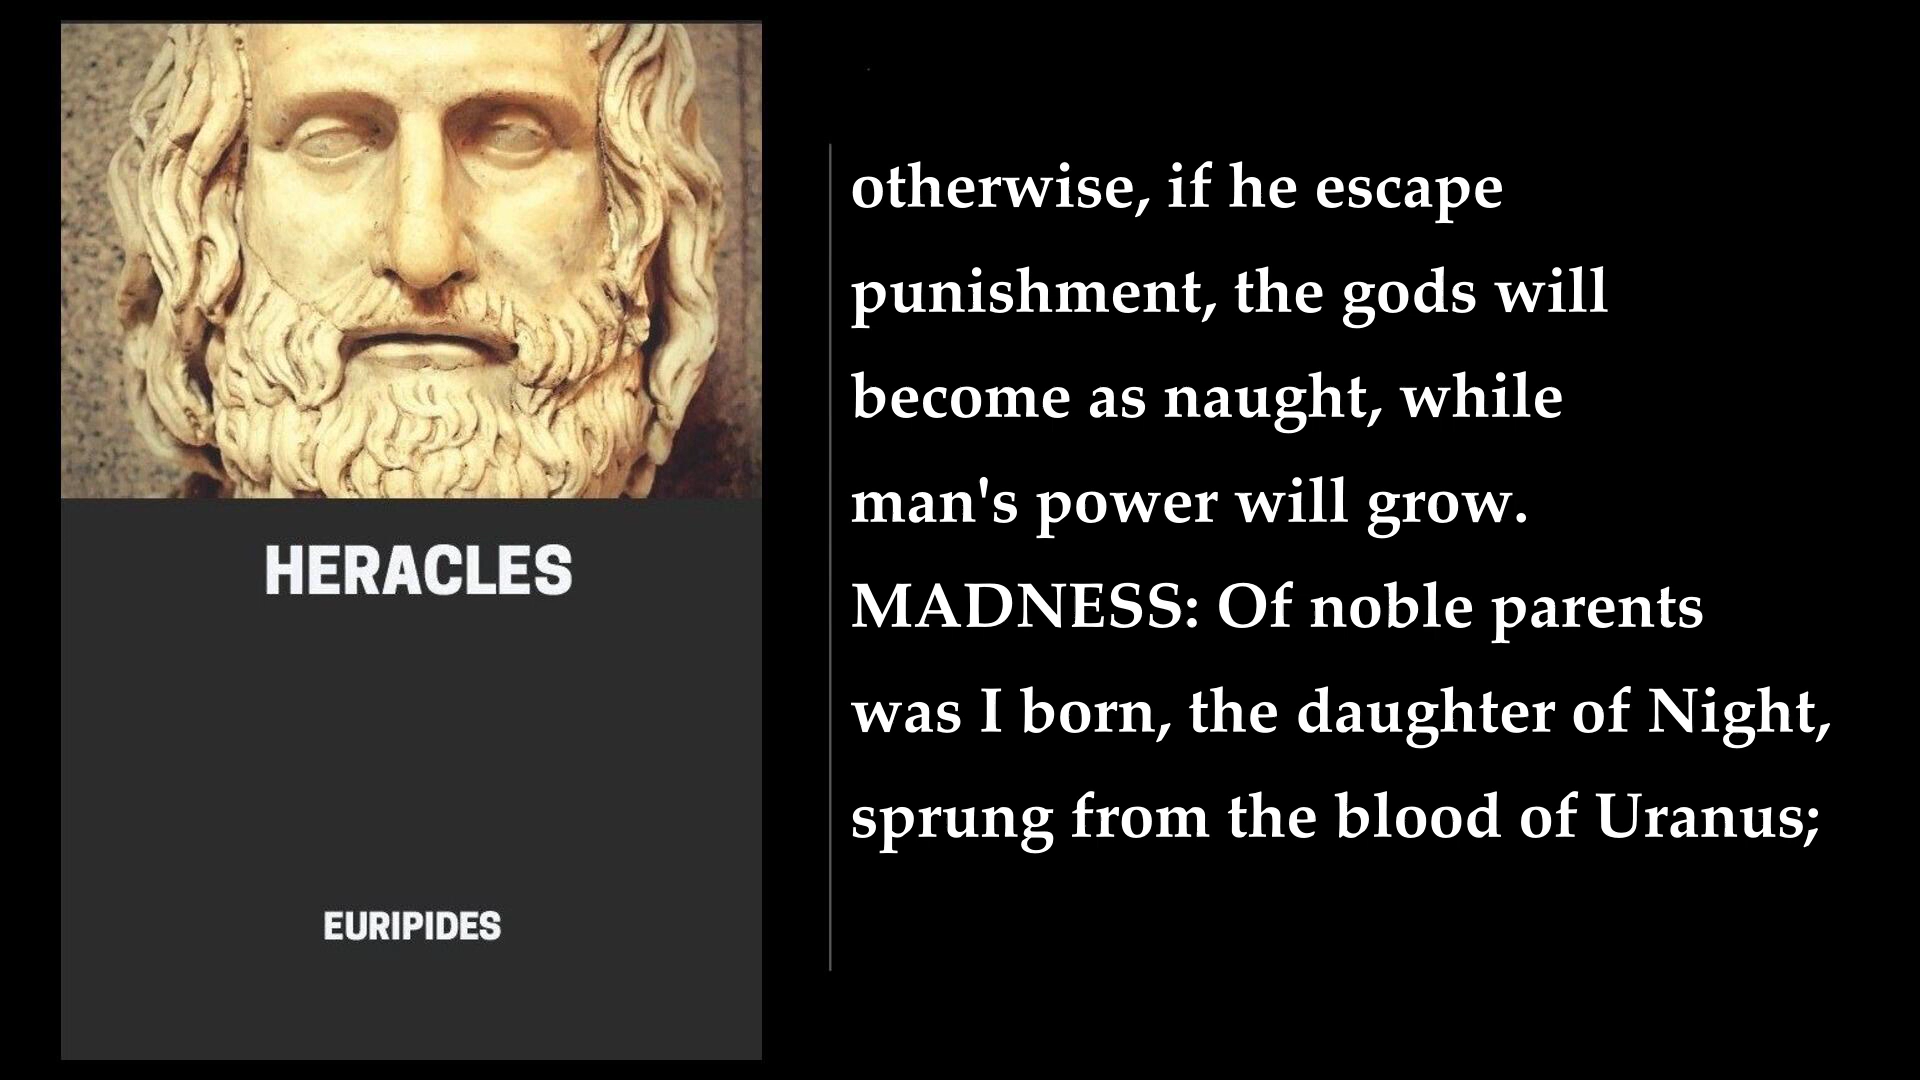 HERACLES
EURIPIDES
otherwise, if he escape
punishment, the gods will
become as naught, while
man's power will grow.
MADNESS: Of noble parents
was I born, the daughter of Night,
sprung from the blood of Uranus;